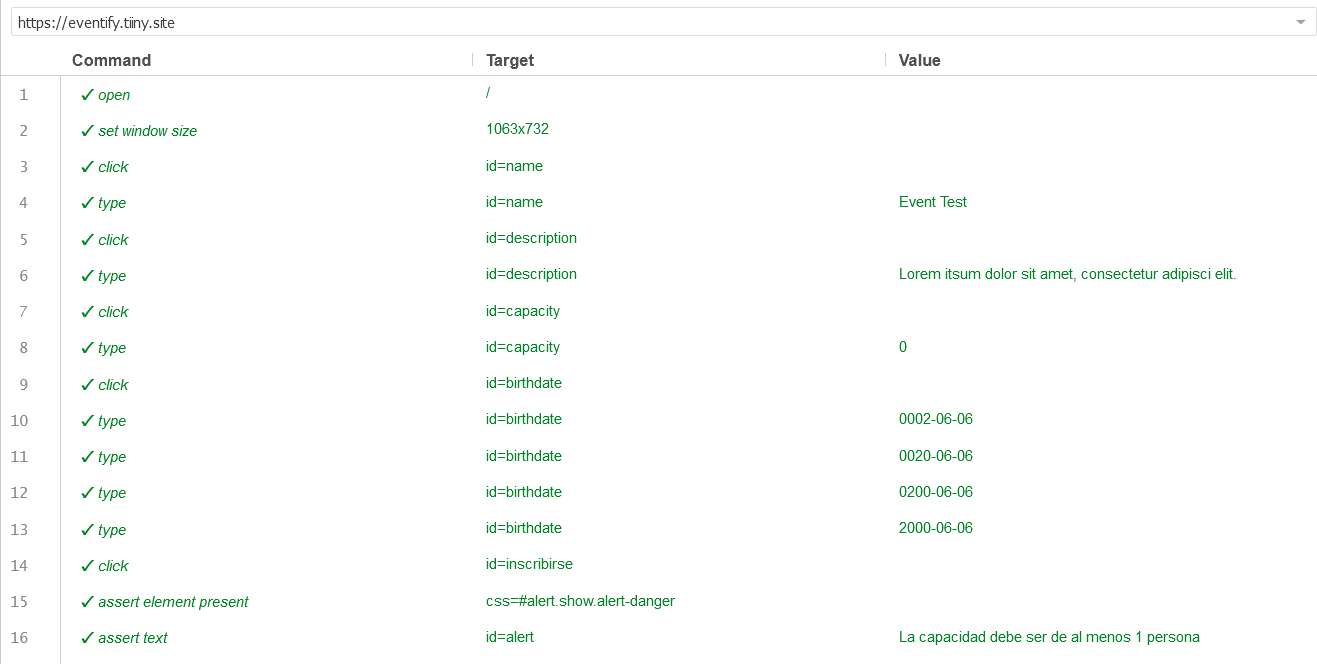 https://eventify.tiiny.site
Command Target Value
1 ✓ open /
2 ✓ set window size 1063x732
3 ✓ click id=name
4 ✓ type id=name Event Test
5 ✓ click id=description
6 ✓ type id=description Lorem itsum dolor sit amet, consectetur adipisci elit.
7 ✓ click id=capacity
8 ✓ type id=capacity 0
9 ✓ click id=birthdate
10 ✓ type id=birthdate 0002-06-06
11 ✓ type id=birthdate 0020-06-06
12 ✓ type id=birthdate 0200-06-06
13 ✓ type id=birthdate 2000-06-06
14 ✓ click id=inscribirse
15 ✓ assert element present css=#alert.show.alert-danger
16 ✓ assert text id=alert La capacidad debe ser de al menos 1 persona